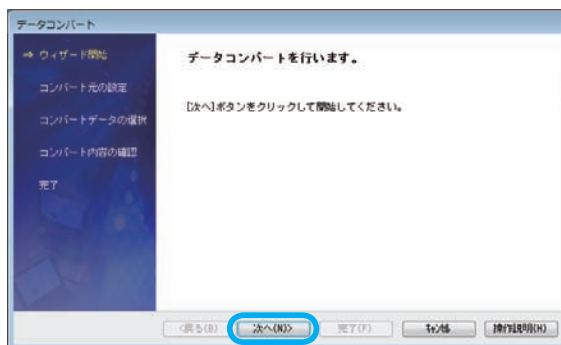 データコンバート
⇒ ウィザード開始
コンバート元の設定
コンバートデータの選択
コンバート内容の確認
完了
データコンバートを行います。
[次へ]ボタンをクリックして開始してください。
<戻る(B)
次へ(N)>
完了(F)
キャンセル
操作説明(H)